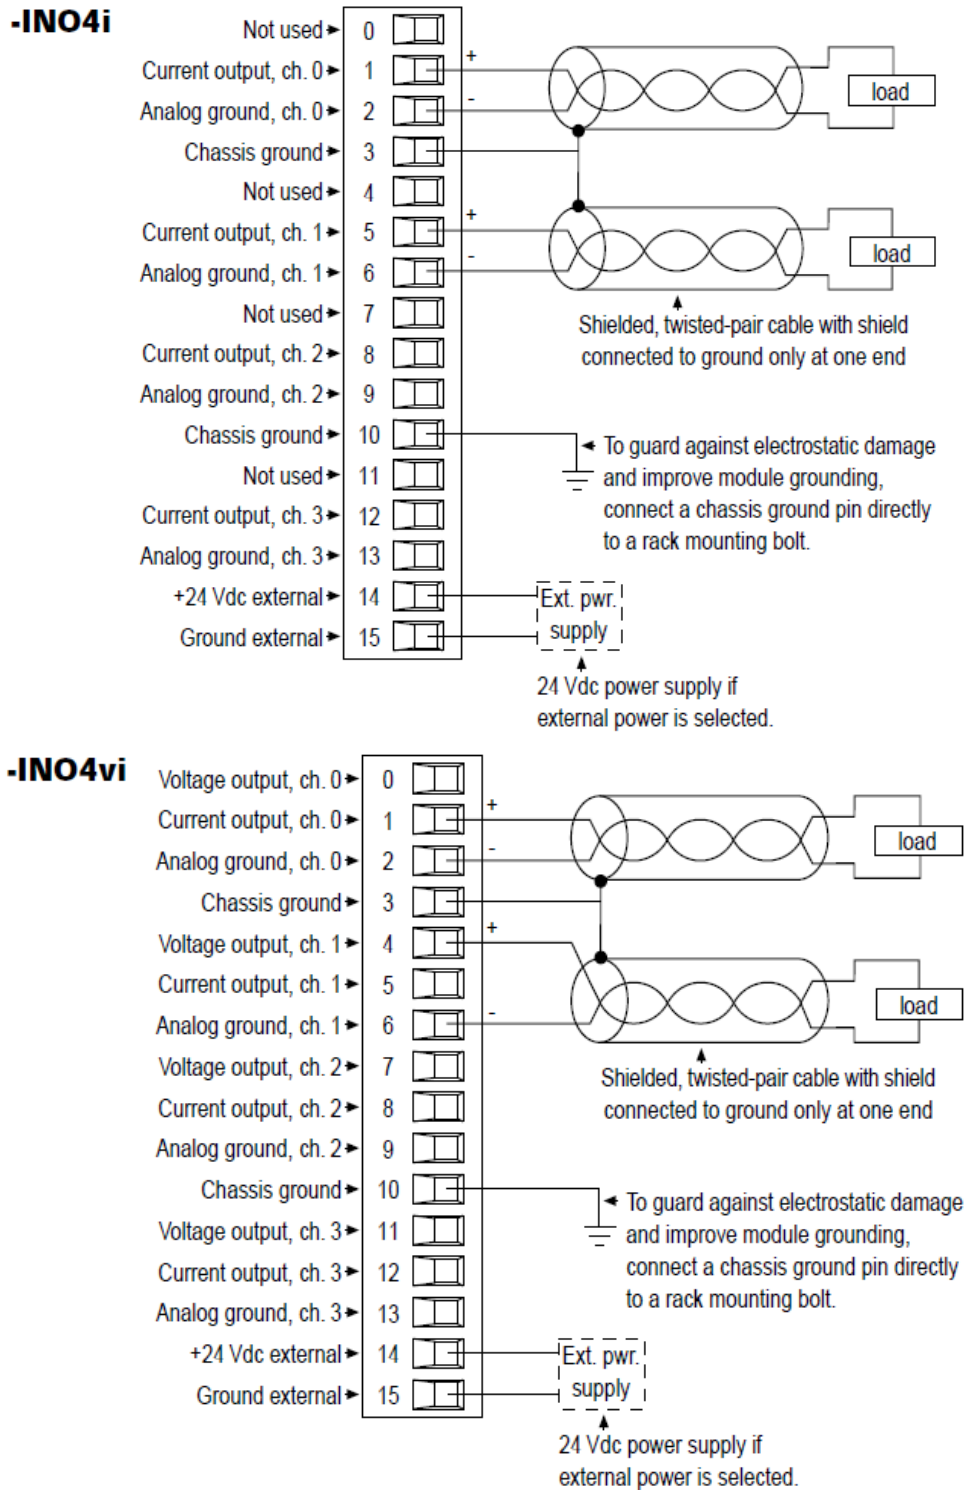 -INO4i
Not used 0
Current output, ch. 0 1 +
Analog ground, ch. 0 2 -
load
Chassis ground 3
Not used 4
Current output, ch. 1 5 +
Analog ground, ch. 1 6 -
load
Not used 7
Shielded, twisted-pair cable with shield
connected to ground only at one end
Current output, ch. 2 8
Analog ground, ch. 2 9
Chassis ground 10
To guard against electrostatic damage
and improve module grounding,
connect a chassis ground pin directly
to a rack mounting bolt.
Not used 11
Current output, ch. 3 12
Analog ground, ch. 3 13
+24 Vdc external 14
Ground external 15
Ext. pwr.
supply
24 Vdc power supply if
external power is selected.
-INO4vi
Voltage output, ch. 0 0
Current output, ch. 0 1 +
Analog ground, ch. 0 2 -
load
Chassis ground 3
Voltage output, ch. 1 4 +
Current output, ch. 1 5
Analog ground, ch. 1 6 -
load
Voltage output, ch. 2 7
Shielded, twisted-pair cable with shield
connected to ground only at one end
Current output, ch. 2 8
Analog ground, ch. 2 9
Chassis ground 10
To guard against electrostatic damage
and improve module grounding,
connect a chassis ground pin directly
to a rack mounting bolt.
Voltage output, ch. 3 11
Current output, ch. 3 12
Analog ground, ch. 3 13
+24 Vdc external 14
Ground external 15
Ext. pwr.
supply
24 Vdc power supply if
external power is selected.